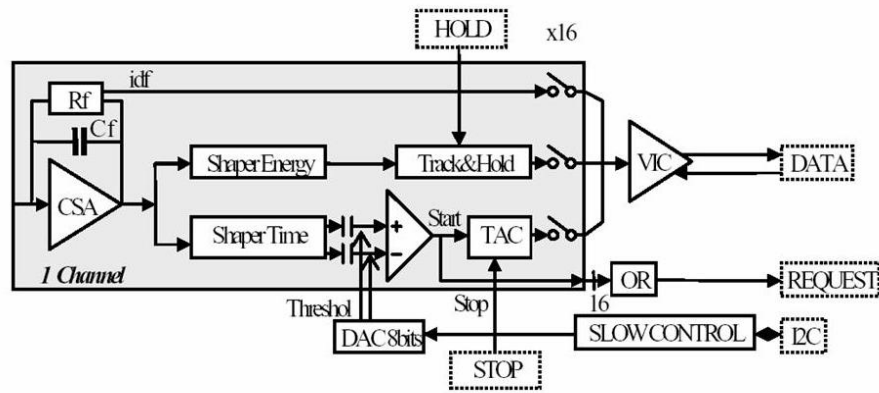 HOLD
x16
idf
Rf
Cf
Shaper Energy
Track&Hold
VIC
DATA
CSA
Shaper Time
+
−
Start
TAC
1 Channel
Threshol
Stop
16
OR
REQUEST
DAC 8bits
SLOW CONTROL
I2C
STOP